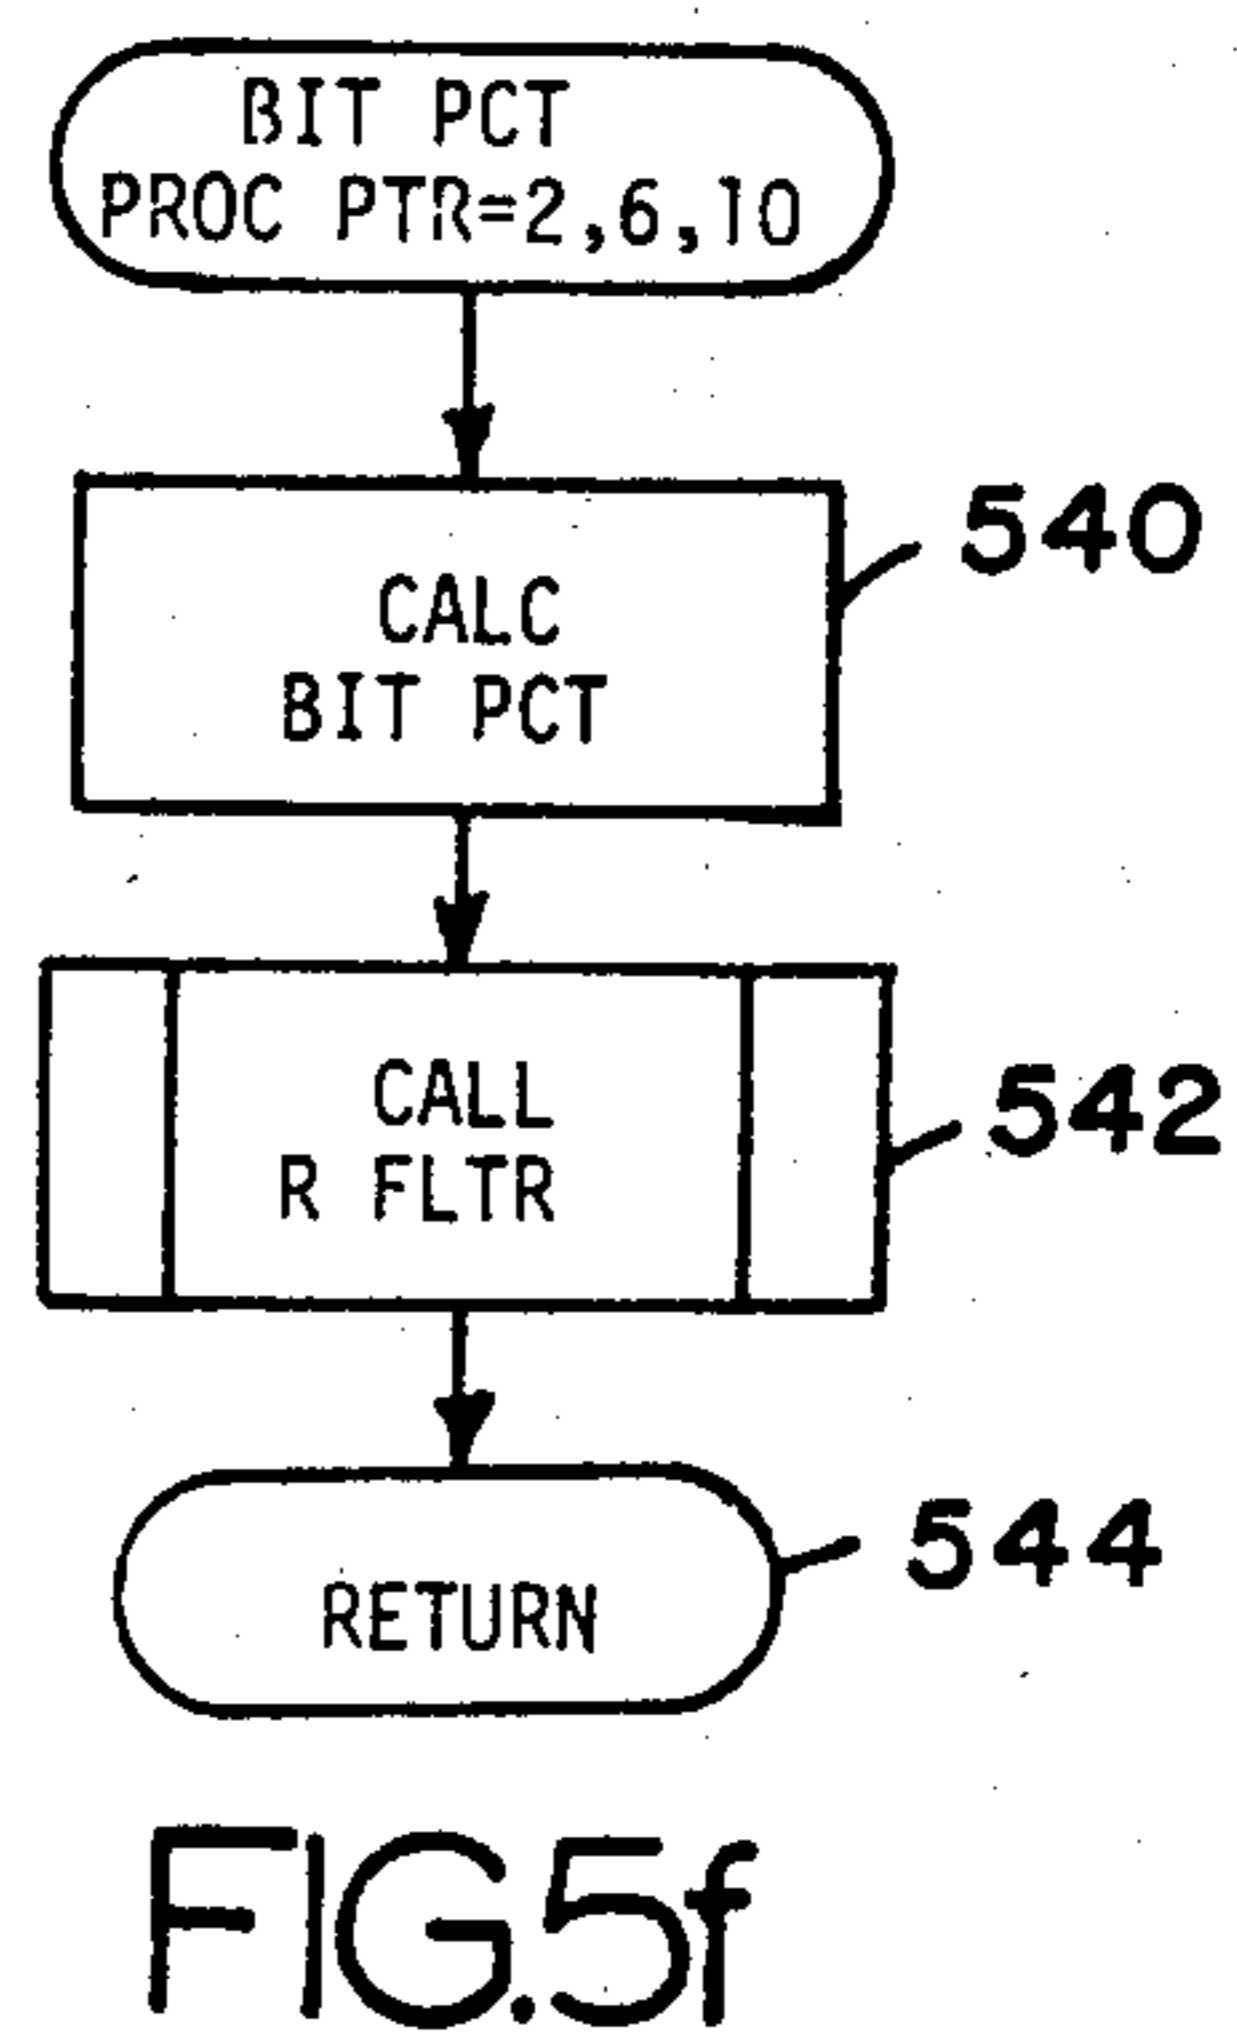 BIT PCT
PROC PTR=2,6,10
540
CALC
BIT PCT
542
CALL
R FLTR
544
RETURN
FIG.5f